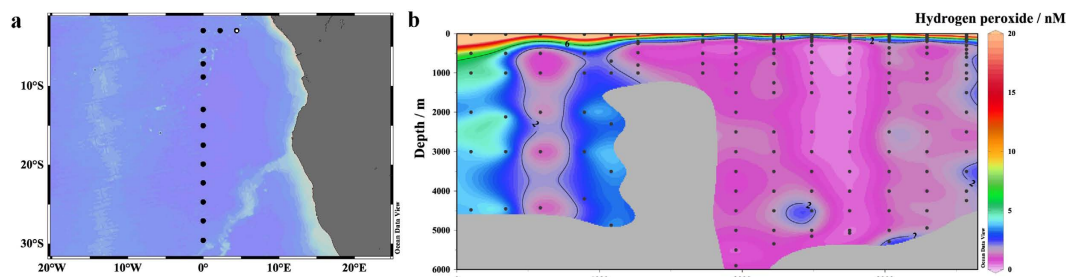 a
10°S
20°S
30°S
20°W
10°W
0°
10°E
20°E
Ocean Data View
b
Hydrogen peroxide / nM
Depth / m
0
1000
2000
3000
4000
5000
6000
6
2
2
2
2
2
20
15
10
5
0
Ocean Data View